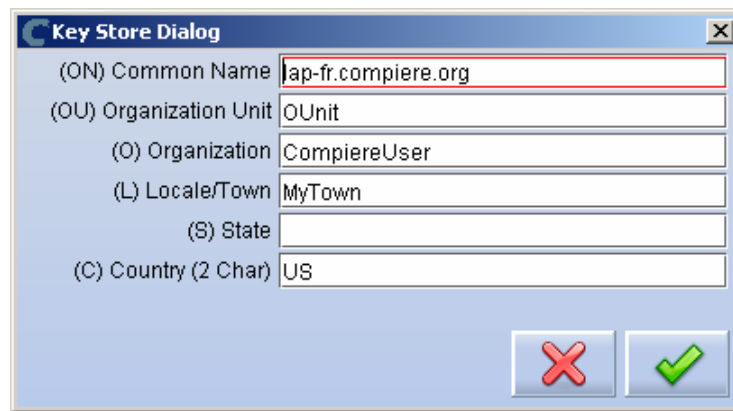 Key Store Dialog
(ON) Common Name lap-fr.compiere.org
(OU) Organization Unit OUnit
(O) Organization CompiereUser
(L) Locale/Town MyTown
(S) State
(C) Country (2 Char) US